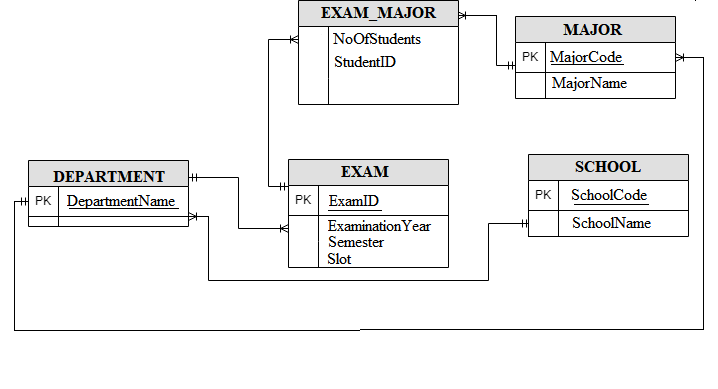 EXAM_MAJOR
NoOfStudents
StudentID
MAJOR
PK MajorCode
MajorName
DEPARTMENT
PK DepartmentName
EXAM
PK ExamID
ExaminationYear
Semester
Slot
SCHOOL
PK SchoolCode
SchoolName